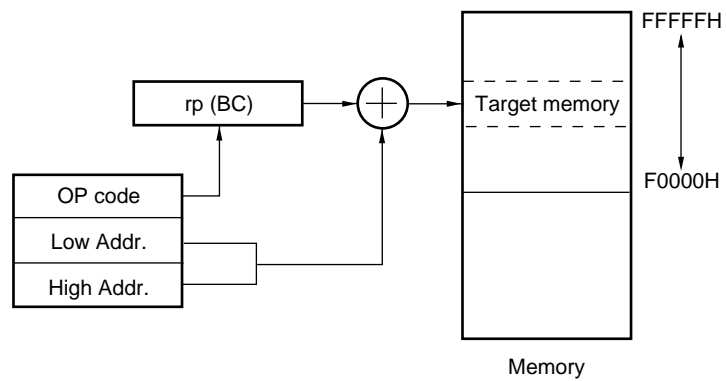 FFFFFH
rp (BC)
Target memory
OP code
F0000H
Low Addr.
High Addr.
Memory